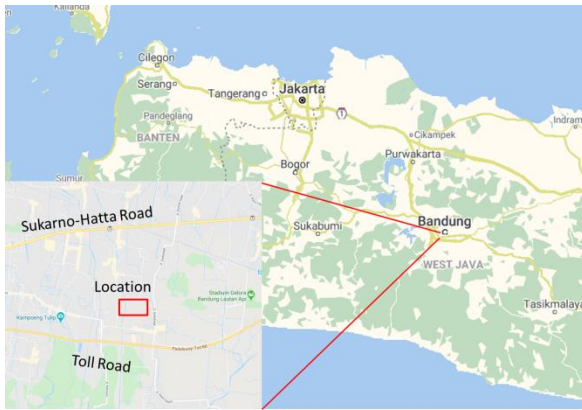 Kalianda
Cilegon
Serang
Tangerang
Jakarta
1
Pandeglang
BANTEN
Cikampek
Indram
Purwakarta
Bogor
Sumur
Sukabumi
Bandung
WEST JAVA
Tasikmalaya
Sukarno-Hatta Road
Location
Stadium Gelora
Bandung Lautan Api
Kampoeng Tulip
Toll Road